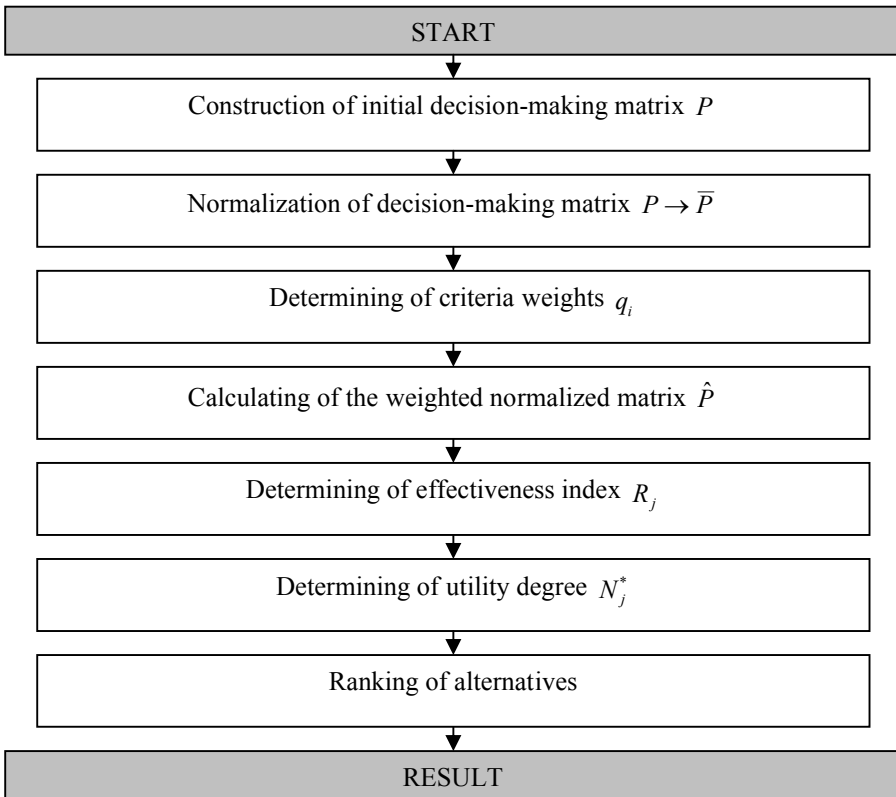 START
Construction of initial decision-making matrix P
Normalization of decision-making matrix P → P̅
Determining of criteria weights qᵢ
Calculating of the weighted normalized matrix P̂
Determining of effectiveness index Rⱼ
Determining of utility degree Nⱼ*
Ranking of alternatives
RESULT